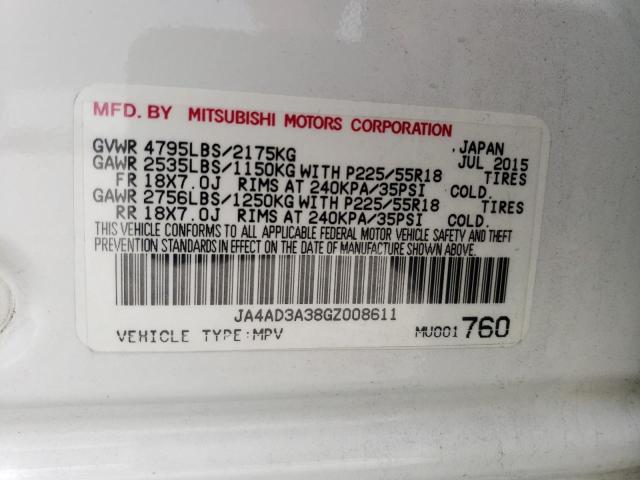 MFD. BY MITSUBISHI MOTORS CORPORATION
GVWR 4795LBS/2175KG JAPAN
GAWR 2535LBS/1150KG WITH P225/55R18 JUL 2015 TIRES
FR 18X7.0J RIMS AT 240KPA/35PSI COLD.
GAWR 2756LBS/1250KG WITH P225/55R18 TIRES
RR 18X7.0J RIMS AT 240KPA/35PSI COLD.
THIS VEHICLE CONFORMS TO ALL APPLICABLE FEDERAL MOTOR VEHICLE SAFETY AND THEFT
PREVENTION STANDARDS IN EFFECT ON THE DATE OF MANUFACTURE SHOWN ABOVE.
JA4AD3A38GZ008611
VEHICLE TYPE:MPV MU001760